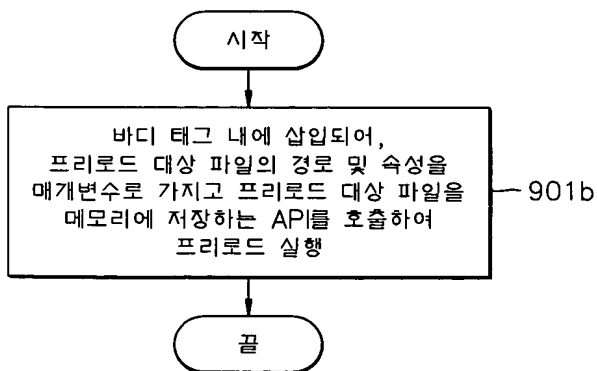 시작
바디 태그 내에 삽입되어,
프리로드 대상 파일의 경로 및 속성을
매개변수로 가지고 프리로드 대상 파일을
메모리에 저장하는 API를 호출하여
프리로드 실행
901b
끝